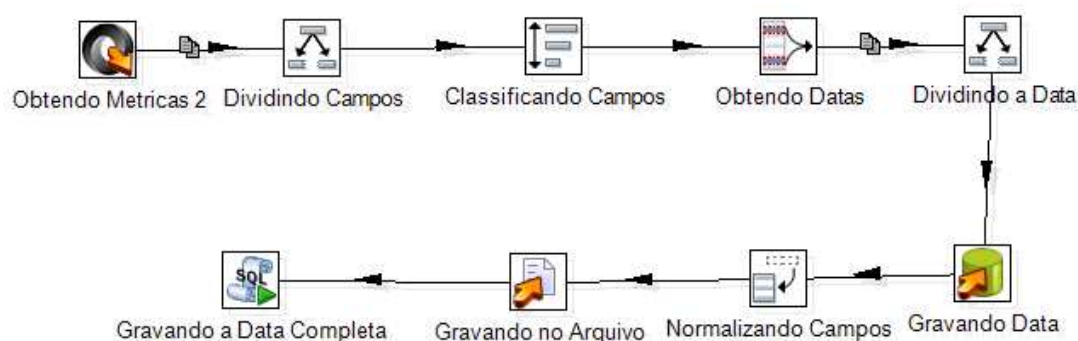 Obtendo Metricas 2
Dividindo Campos
Classificando Campos
Obtendo Datas
Dividindo a Data
SQL
Gravando a Data Completa
Gravando no Arquivo
Normalizando Campos
Gravando Data